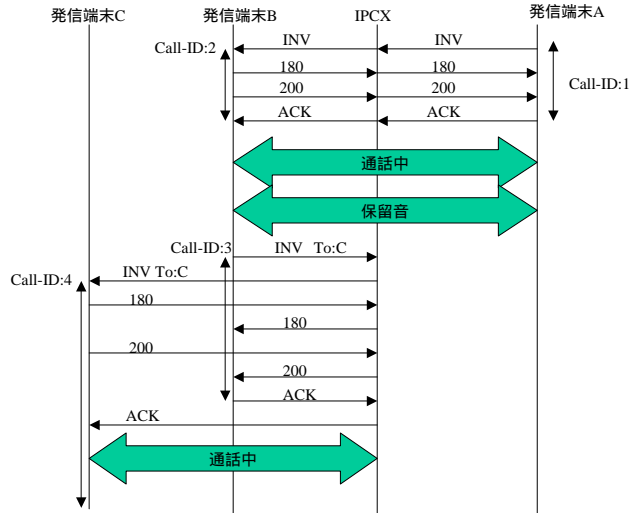 発信端末C 発信端末B IPCX 発信端末A
Call-ID:2 INV INV
180 180
Call-ID:1
200 200
ACK ACK
通話中
保留音
Call-ID:3 INV To:C
Call-ID:4 INV To:C
180
180
200
200
ACK
ACK
通話中